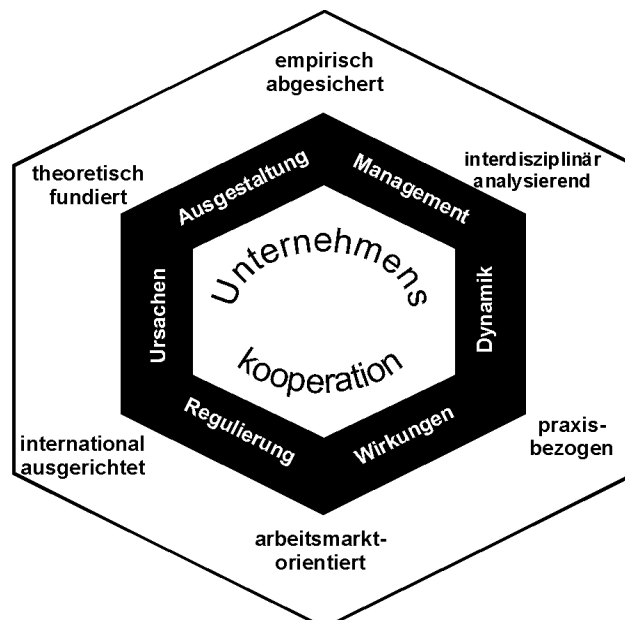 empirisch
abgesichert
theoretisch
fundiert
interdisziplinär
analysierend
Ausgestaltung
Management
Unternehmens
kooperation
Ursachen
Dynamik
Regulierung
Wirkungen
international
ausgerichtet
praxis-
bezogen
arbeitsmarkt-
orientiert